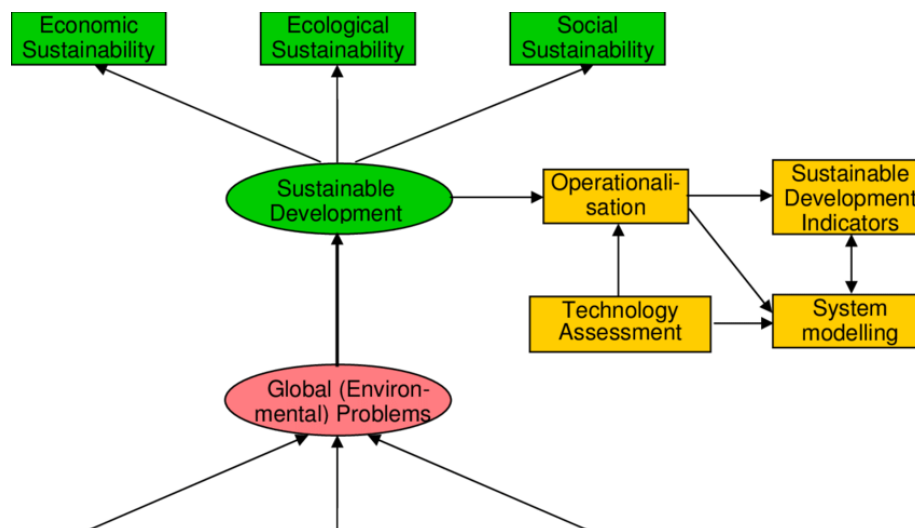 Economic
Sustainability
Ecological
Sustainability
Social
Sustainability
Sustainable
Development
Operationali-
sation
Sustainable
Development
Indicators
Technology
Assessment
System
modelling
Global (Environ-
mental) Problems